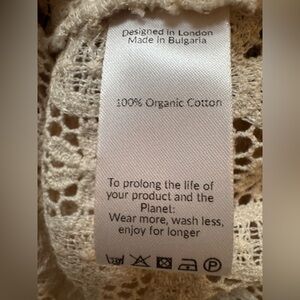 Designed in London
Made in Bulgaria
100% Organic Cotton
To prolong the life of
your product and the
Planet:
Wear more, wash less,
enjoy for longer